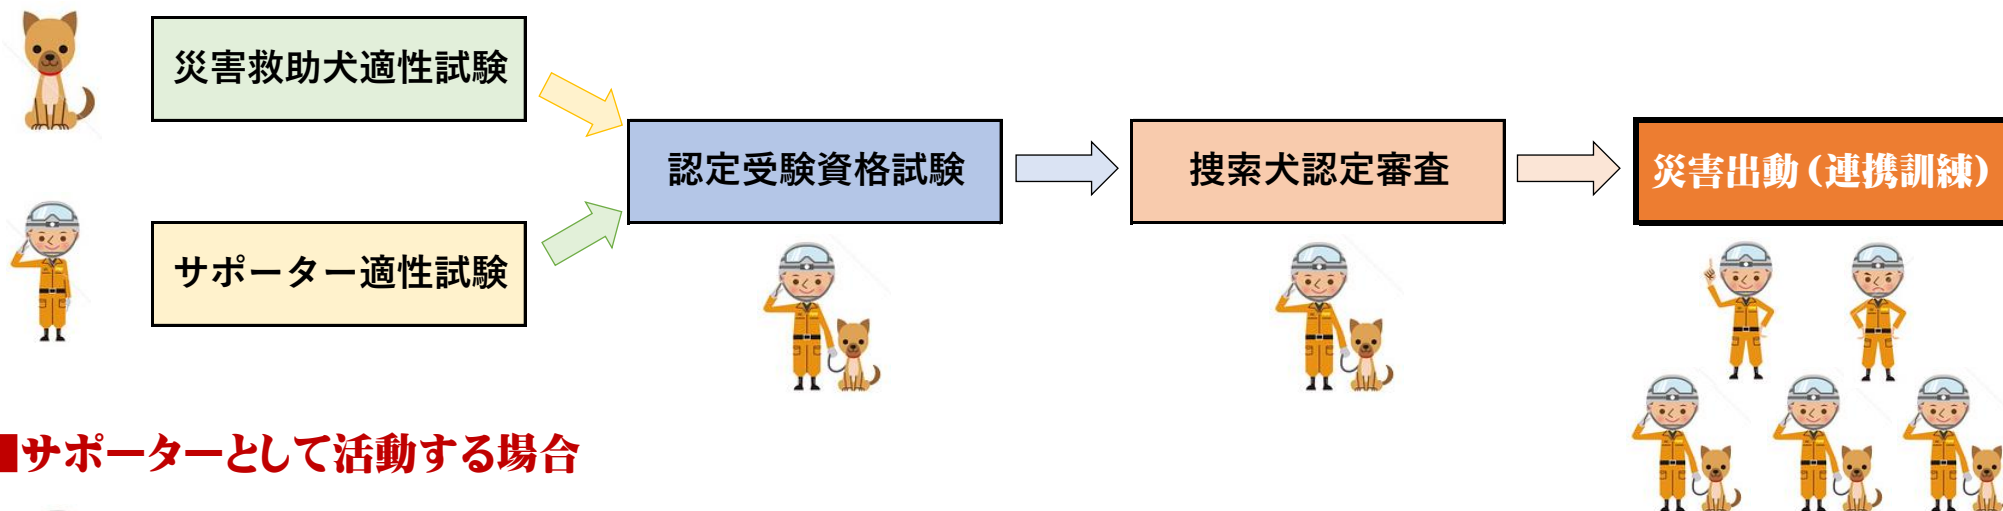 災害救助犬適性試験
サポーター適性試験
認定受験資格試験
捜索犬認定審査
災害出動(連携訓練)
■サポーターとして活動する場合